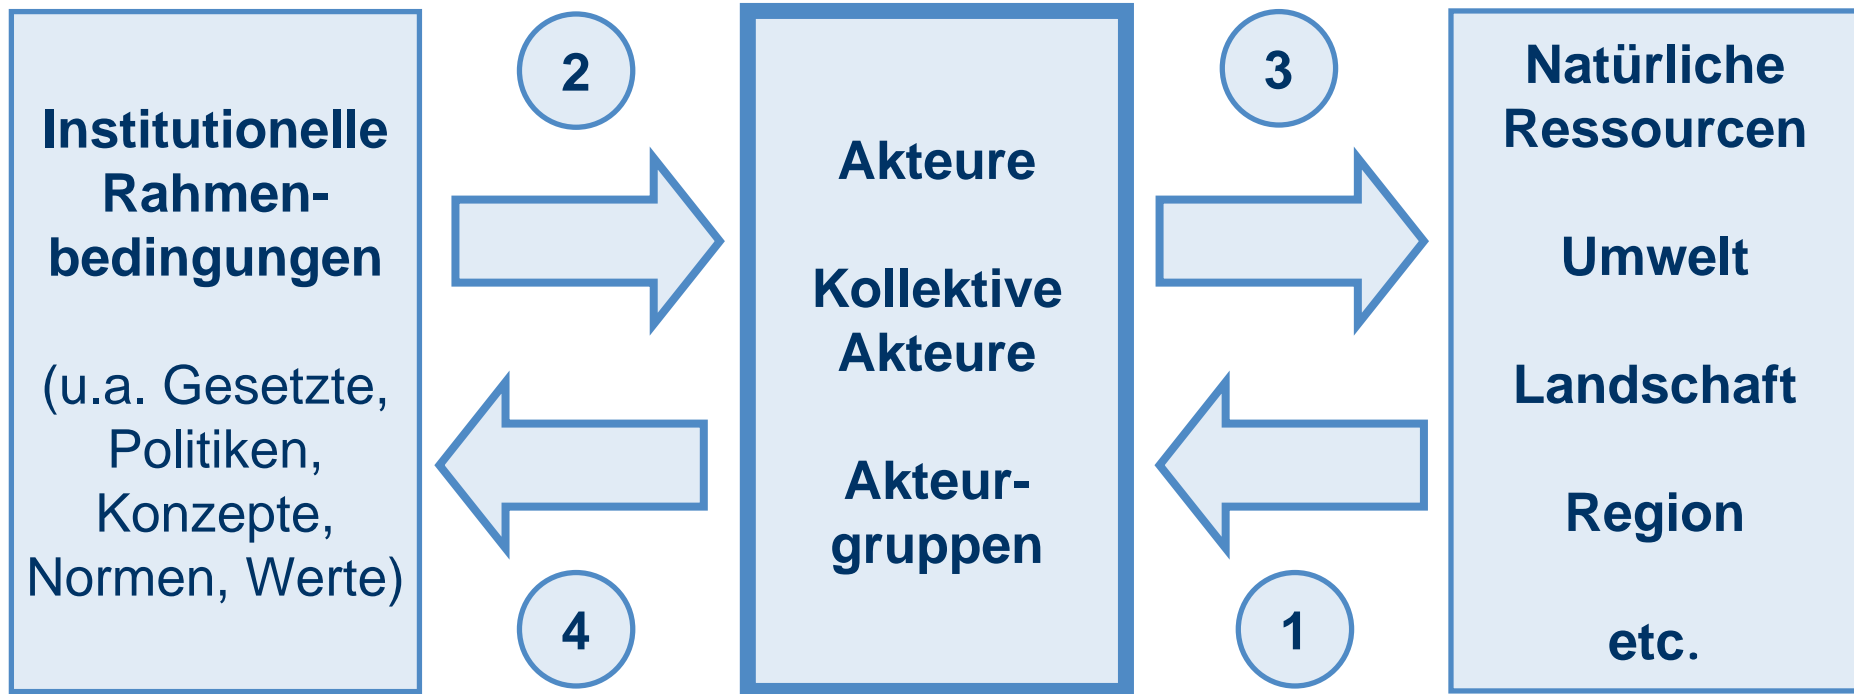 Institutionelle
Rahmen-
bedingungen
(u.a. Gesetzte,
Politiken,
Konzepte,
Normen, Werte)
2
4
Akteure
Kollektive
Akteure
Akteur-
gruppen
3
1
Natürliche
Ressourcen
Umwelt
Landschaft
Region
etc.